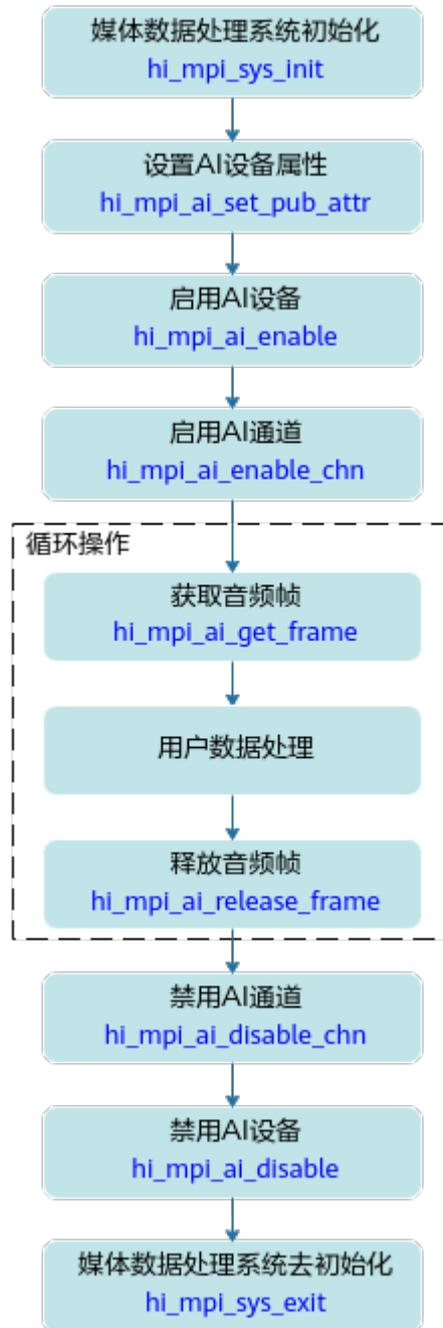 媒体数据处理系统初始化
hi_mpi_sys_init
设置AI设备属性
hi_mpi_ai_set_pub_attr
启用AI设备
hi_mpi_ai_enable
启用AI通道
hi_mpi_ai_enable_chn
循环操作
获取音频帧
hi_mpi_ai_get_frame
用户数据处理
释放音频帧
hi_mpi_ai_release_frame
禁用AI通道
hi_mpi_ai_disable_chn
禁用AI设备
hi_mpi_ai_disable
媒体数据处理系统去初始化
hi_mpi_sys_exit